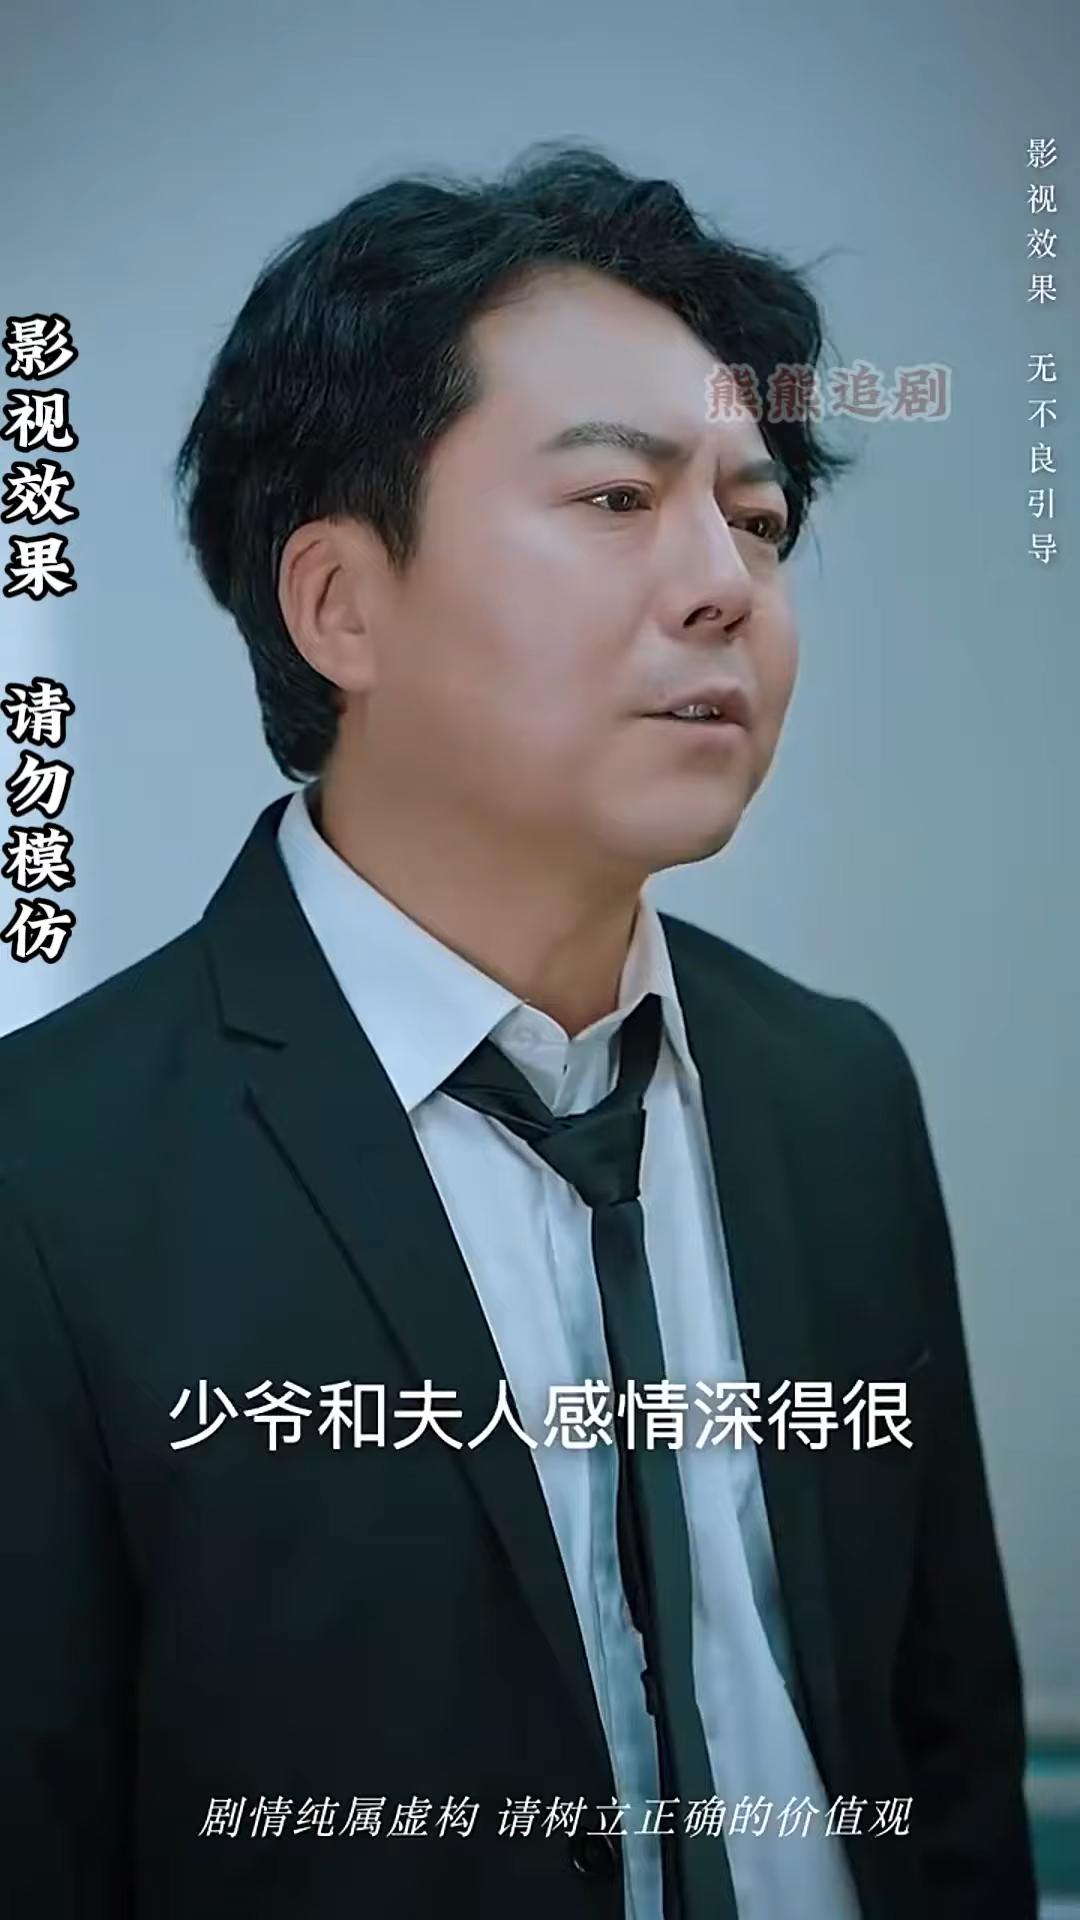 影视效果 无不良引导
影视效果 请勿模仿
熊熊追剧
少爷和夫人感情深得很
剧情纯属虚构 请树立正确的价值观